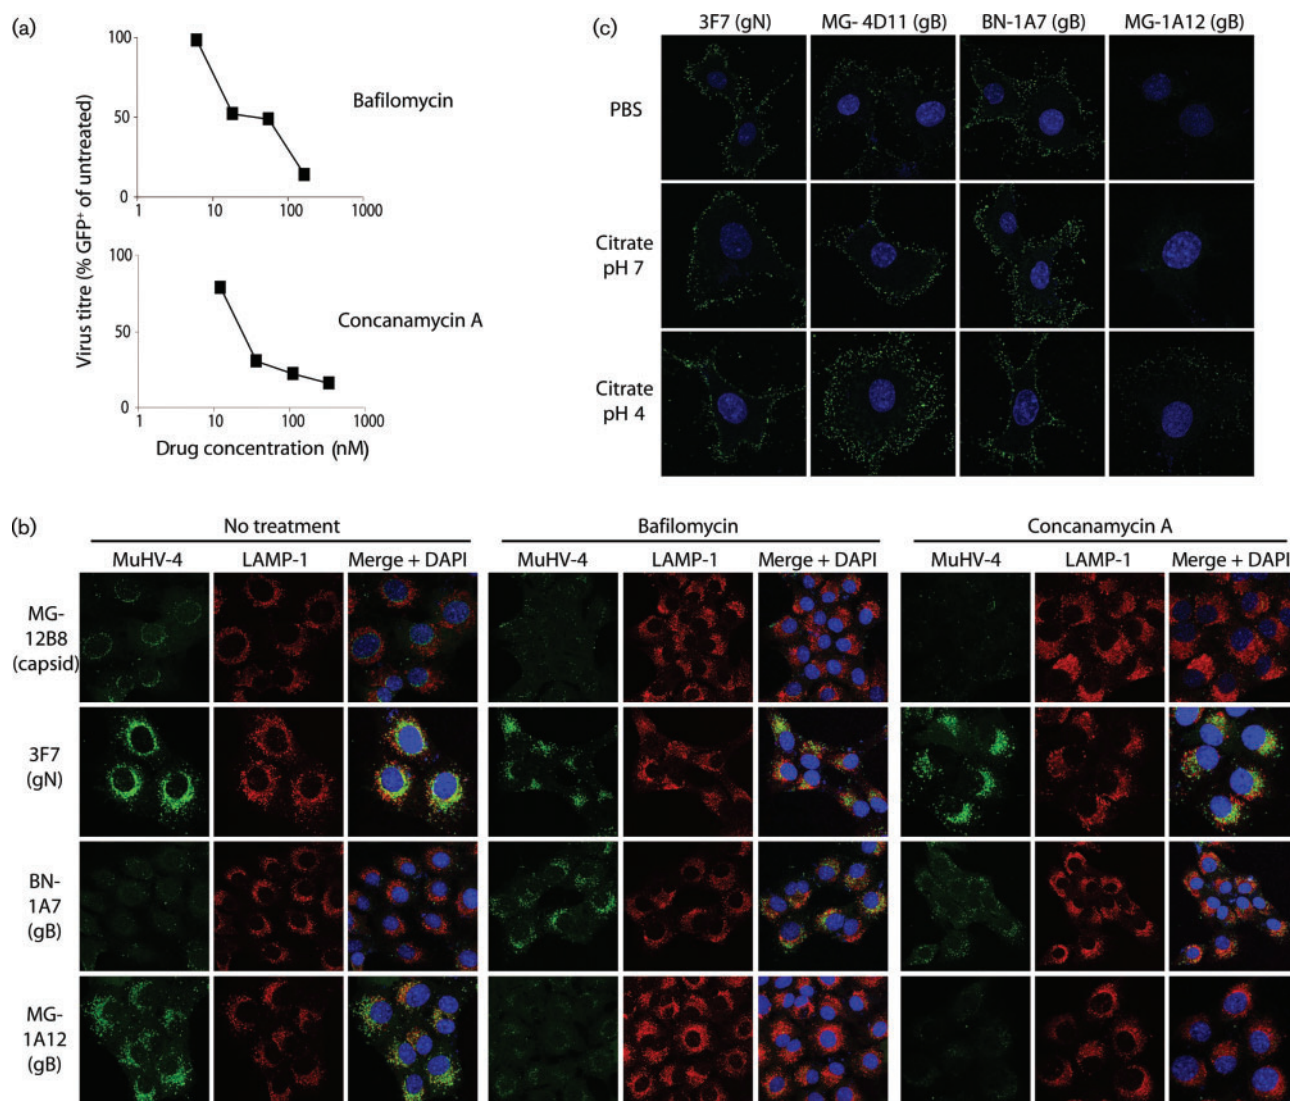 (a)
100
50
0
1 10 100 1000
Bafilomycin
100
50
0
1 10 100 1000
Concanamycin A
Virus titre (% GFP⁺ of untreated)
Drug concentration (nM)
(c)
3F7 (gN) MG- 4D11 (gB) BN-1A7 (gB) MG-1A12 (gB)
PBS
Citrate
pH 7
Citrate
pH 4
(b)
No treatment Bafilomycin Concanamycin A
MuHV-4 LAMP-1 Merge + DAPI MuHV-4 LAMP-1 Merge + DAPI MuHV-4 LAMP-1 Merge + DAPI
MG-
12B8
(capsid)
3F7
(gN)
BN-
1A7
(gB)
MG-
1A12
(gB)